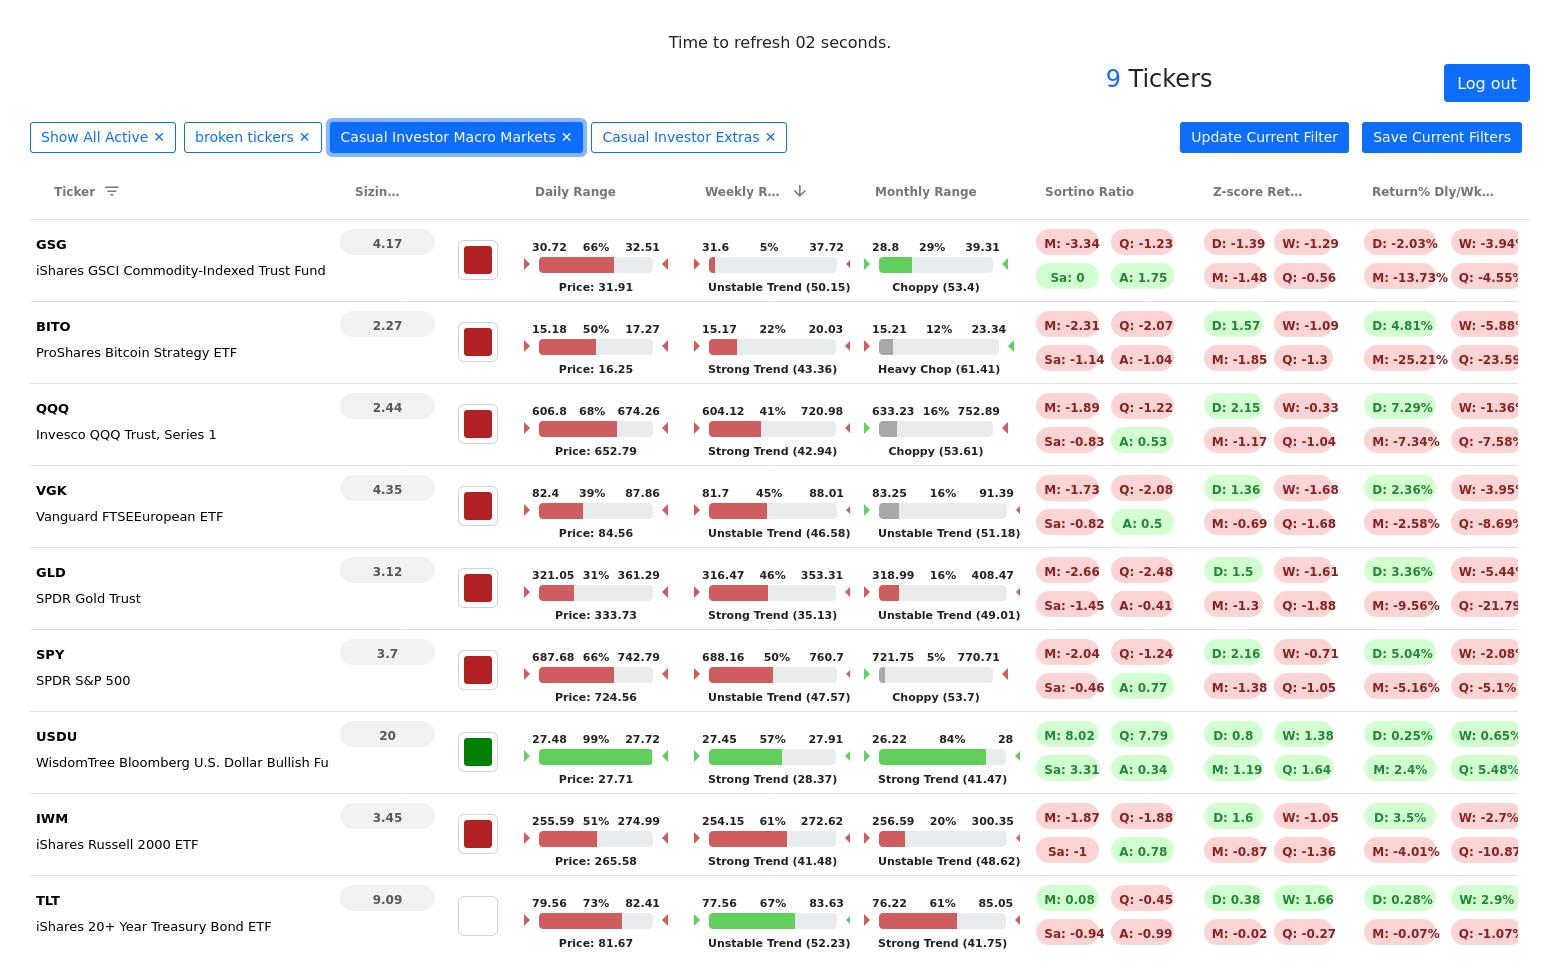 Time to refresh 02 seconds.
9 Tickers
Log out
Show All Active ✕ broken tickers ✕ Casual Investor Macro Markets ✕ Casual Investor Extras ✕ Update Current Filter Save Current Filters
Ticker Sizin... Daily Range Weekly R... Monthly Range Sortino Ratio Z-score Ret... Return% Dly/Wk...
GSG 4.17 30.72 66% 32.51 31.6 5% 37.72 28.8 29% 39.31 M: -3.34 Q: -1.23 D: -1.39 W: -1.29 D: -2.03% W: -3.94%
iShares GSCI Commodity-Indexed Trust Fund Price: 31.91 Unstable Trend (50.15) Choppy (53.4) Sa: 0 A: 1.75 M: -1.48 Q: -0.56 M: -13.73% Q: -4.55%
BITO 2.27 15.18 50% 17.27 15.17 22% 20.03 15.21 12% 23.34 M: -2.31 Q: -2.07 D: 1.57 W: -1.09 D: 4.81% W: -5.88%
ProShares Bitcoin Strategy ETF Price: 16.25 Strong Trend (43.36) Heavy Chop (61.41) Sa: -1.14 A: -1.04 M: -1.85 Q: -1.3 M: -25.21% Q: -23.59
QQQ 2.44 606.8 68% 674.26 604.12 41% 720.98 633.23 16% 752.89 M: -1.89 Q: -1.22 D: 2.15 W: -0.33 D: 7.29% W: -1.36%
Invesco QQQ Trust, Series 1 Price: 652.79 Strong Trend (42.94) Choppy (53.61) Sa: -0.83 A: 0.53 M: -1.17 Q: -1.04 M: -7.34% Q: -7.58%
VGK 4.35 82.4 39% 87.86 81.7 45% 88.01 83.25 16% 91.39 M: -1.73 Q: -2.08 D: 1.36 W: -1.68 D: 2.36% W: -3.95%
Vanguard FTSEEuropean ETF Price: 84.56 Unstable Trend (46.58) Unstable Trend (51.18) Sa: -0.82 A: 0.5 M: -0.69 Q: -1.68 M: -2.58% Q: -8.69%
GLD 3.12 321.05 31% 361.29 316.47 46% 353.31 318.99 16% 408.47 M: -2.66 Q: -2.48 D: 1.5 W: -1.61 D: 3.36% W: -5.44%
SPDR Gold Trust Price: 333.73 Strong Trend (35.13) Unstable Trend (49.01) Sa: -1.45 A: -0.41 M: -1.3 Q: -1.88 M: -9.56% Q: -21.79
SPY 3.7 687.68 66% 742.79 688.16 50% 760.7 721.75 5% 770.71 M: -2.04 Q: -1.24 D: 2.16 W: -0.71 D: 5.04% W: -2.08%
SPDR S&P 500 Price: 724.56 Unstable Trend (47.57) Choppy (53.7) Sa: -0.46 A: 0.77 M: -1.38 Q: -1.05 M: -5.16% Q: -5.1%
USDU 20 27.48 99% 27.72 27.45 57% 27.91 26.22 84% 28 M: 8.02 Q: 7.79 D: 0.8 W: 1.38 D: 0.25% W: 0.65%
WisdomTree Bloomberg U.S. Dollar Bullish Fu Price: 27.71 Strong Trend (28.37) Strong Trend (41.47) Sa: 3.31 A: 0.34 M: 1.19 Q: 1.64 M: 2.4% Q: 5.48%
IWM 3.45 255.59 51% 274.99 254.15 61% 272.62 256.59 20% 300.35 M: -1.87 Q: -1.88 D: 1.6 W: -1.05 D: 3.5% W: -2.7%
iShares Russell 2000 ETF Price: 265.58 Strong Trend (41.48) Unstable Trend (48.62) Sa: -1 A: 0.78 M: -0.87 Q: -1.36 M: -4.01% Q: -10.87
TLT 9.09 79.56 73% 82.41 77.56 67% 83.63 76.22 61% 85.05 M: 0.08 Q: -0.45 D: 0.38 W: 1.66 D: 0.28% W: 2.9%
iShares 20+ Year Treasury Bond ETF Price: 81.67 Unstable Trend (52.23) Strong Trend (41.75) Sa: -0.94 A: -0.99 M: -0.02 Q: -0.27 M: -0.07% Q: -1.07%